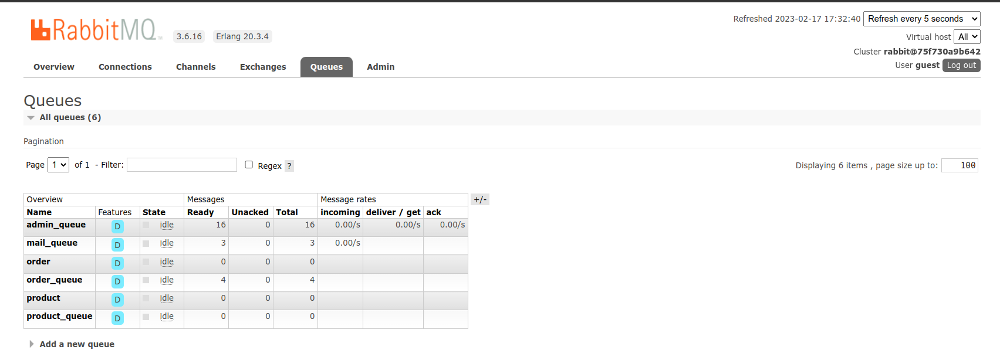 Refreshed 2023-02-17 17:32:40 Refresh every 5 seconds
RabbitMQ™ 3.6.16 Erlang 20.3.4
Virtual host All
Cluster rabbit@75f730a9b642
User guest Log out
Overview Connections Channels Exchanges Queues Admin
Queues
All queues (6)
Pagination
Page 1 of 1 - Filter: Regex ? Displaying 6 items , page size up to: 100
Overview Messages Message rates +/-
Name Features State Ready Unacked Total incoming deliver / get ack
admin_queue D idle 16 0 16 0.00/s 0.00/s 0.00/s
mail_queue D idle 3 0 3 0.00/s
order D idle 0 0 0
order_queue D idle 4 0 4
product D idle 0 0 0
product_queue D idle 0 0 0
Add a new queue